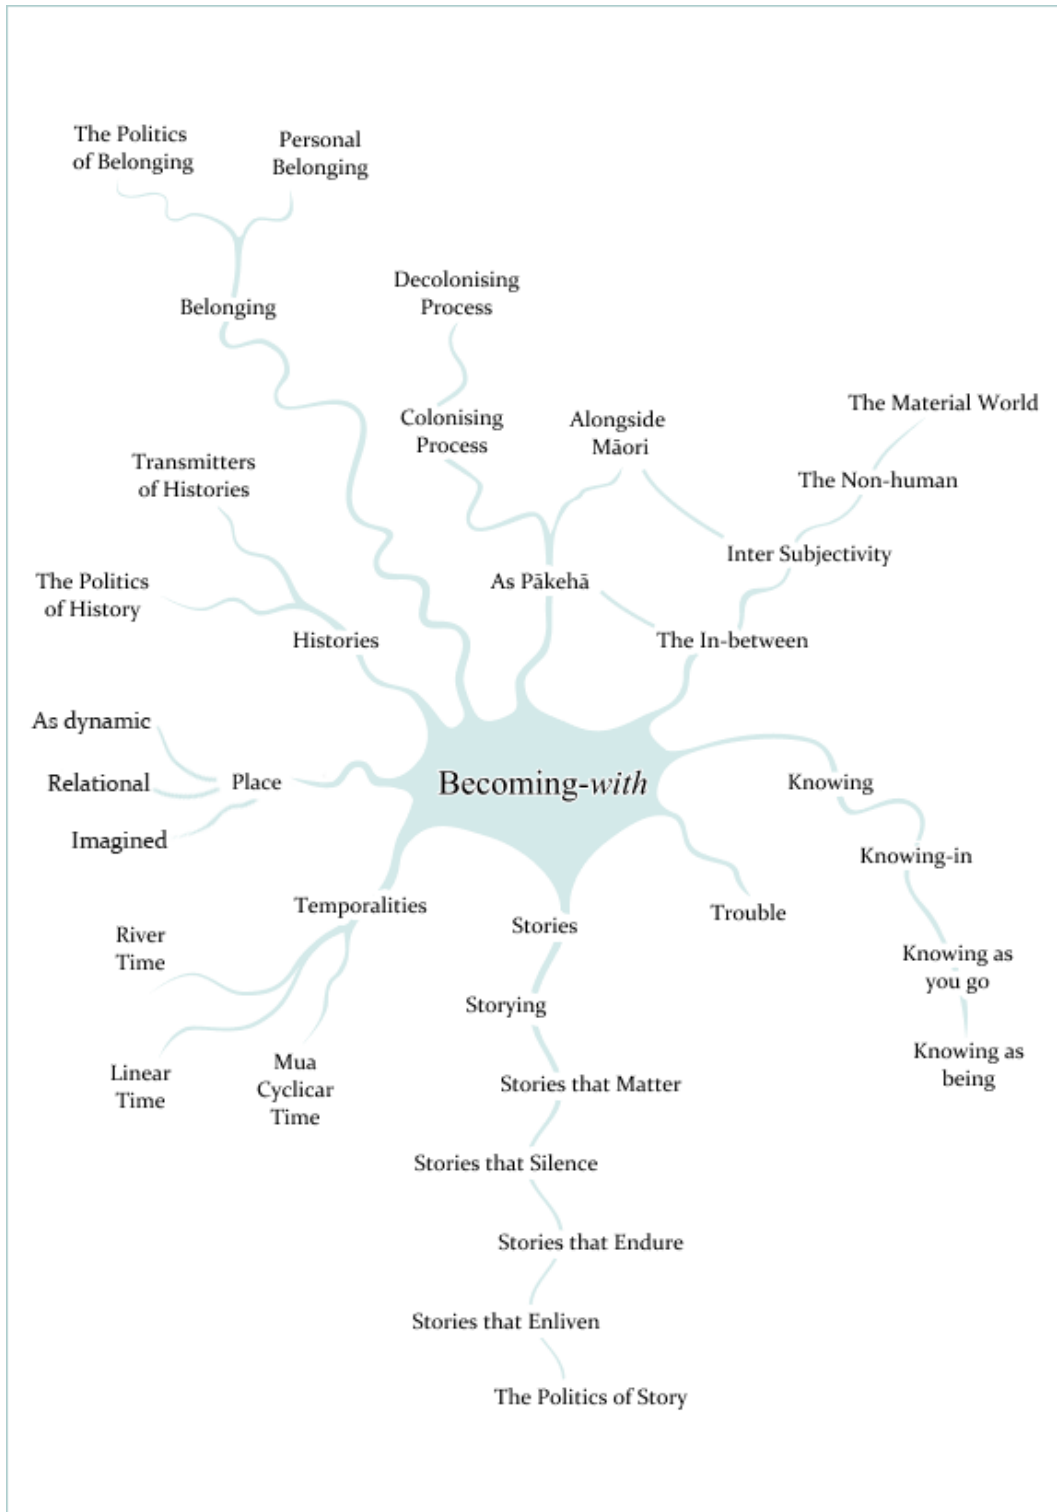 The Politics
of Belonging
Personal
Belonging
Belonging
Decolonising
Process
Colonising
Process
Alongside
Māori
The Material World
The Non-human
Inter Subjectivity
As Pākehā
The In-between
Transmitters
of Histories
The Politics
of History
Histories
As dynamic
Relational
Place
Imagined
Becoming-with
Knowing
Knowing-in
Knowing as
you go
Knowing as
being
Trouble
Temporalities
River
Time
Linear
Time
Mua
Cyclicar
Time
Stories
Storying
Stories that Matter
Stories that Silence
Stories that Endure
Stories that Enliven
The Politics of Story